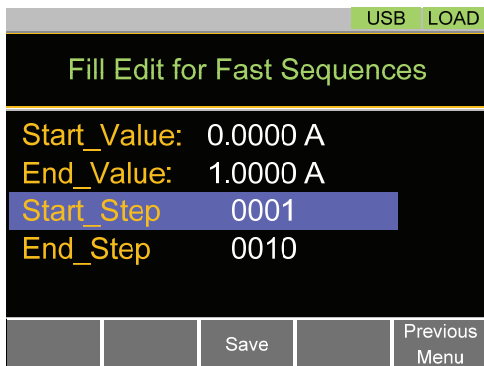 USB LOAD
Fill Edit for Fast Sequences
Start_Value: 0.0000 A
End_Value: 1.0000 A
Start_Step 0001
End_Step 0010
Save
Previous
Menu